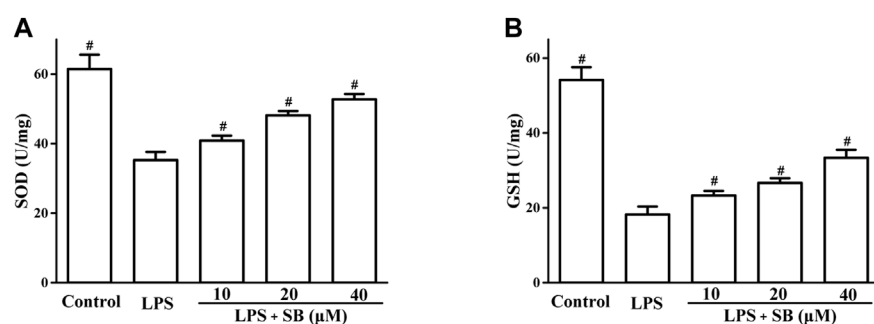 A
SOD (U/mg)
60
40
20
0
#
#
#
#
Control
LPS
10
20
40
LPS + SB (μM)
B
GSH (U/mg)
60
40
20
0
#
#
#
#
Control
LPS
10
20
40
LPS + SB (μM)